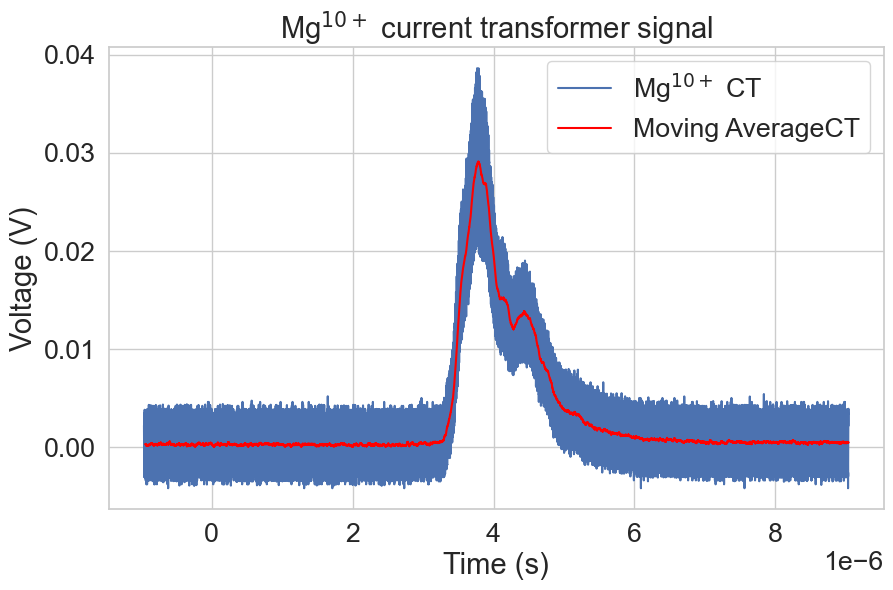 Mg¹⁰⁺ current transformer signal
0.04
0.03
0.02
0.01
0.00
Voltage (V)
Mg¹⁰⁺ CT
Moving AverageCT
0 2 4 6 8
Time (s)
1e−6